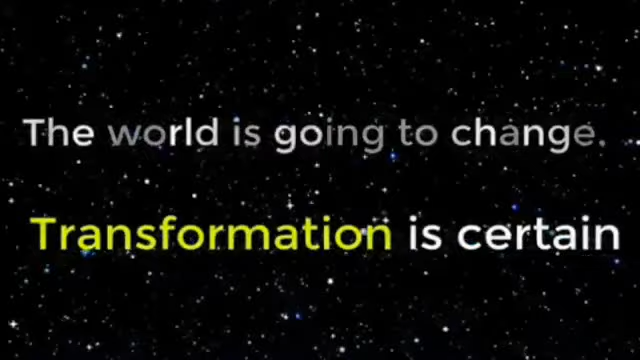 The world is going to change.
Transformation is certain